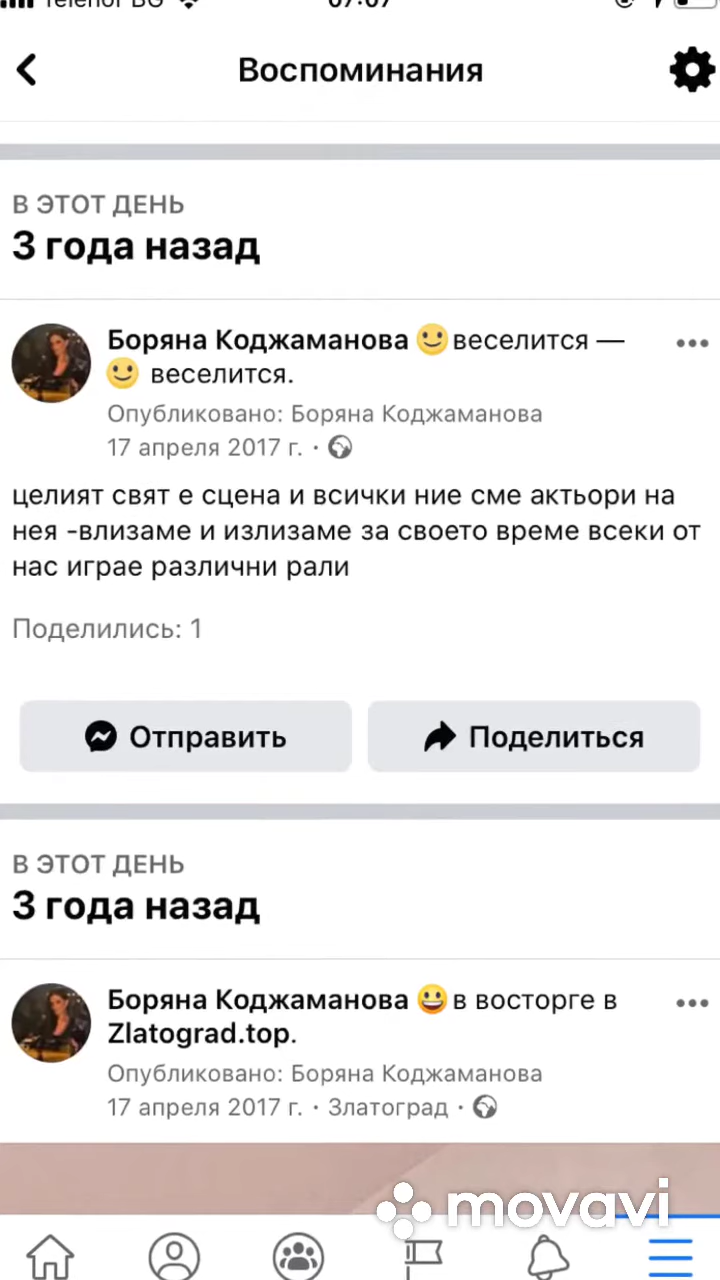 Telenor BG 07:07
Воспоминания
В ЭТОТ ДЕНЬ
3 года назад
Боряна Коджаманова 🙂 веселится —
🙂 веселится.
Опубликовано: Боряна Коджаманова
17 апреля 2017 г. ·
целият свят е сцена и всички ние сме актьори на
нея -влизаме и излизаме за своето време всеки от
нас играе различни рали
Поделились: 1
Отправить
Поделиться
В ЭТОТ ДЕНЬ
3 года назад
Боряна Коджаманова 😃 в восторге в
Zlatograd.top.
Опубликовано: Боряна Коджаманова
17 апреля 2017 г. · Златоград ·
movavi